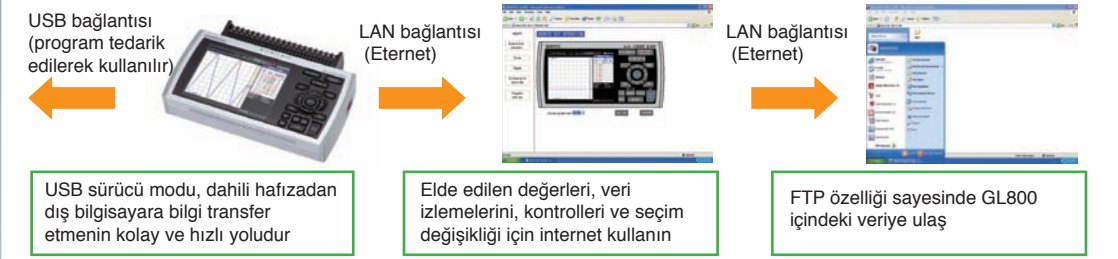 USB bağlantısı
(program tedarik
edilerek kullanılır)
LAN bağlantısı
(Eternet)
LAN bağlantısı
(Eternet)
USB sürücü modu, dahili hafızadan
dış bilgisayara bilgi transfer
etmenin kolay ve hızlı yoludur
Elde edilen değerleri, veri
izlemelerini, kontrolleri ve seçim
değişikliği için internet kullanın
FTP özelliği sayesinde GL800
içindeki veriye ulaş